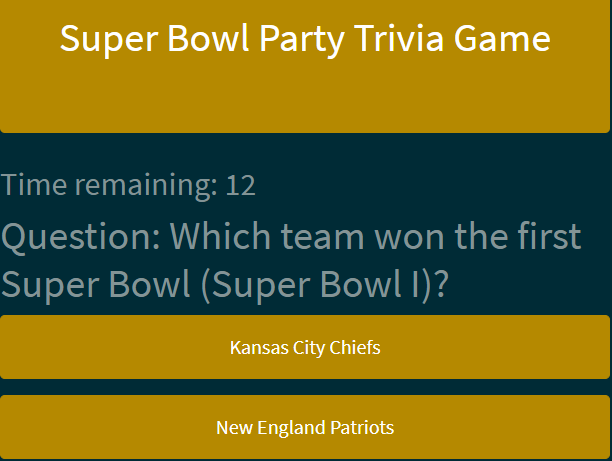 Super Bowl Party Trivia Game
Time remaining: 12
Question: Which team won the first
Super Bowl (Super Bowl I)?
Kansas City Chiefs
New England Patriots